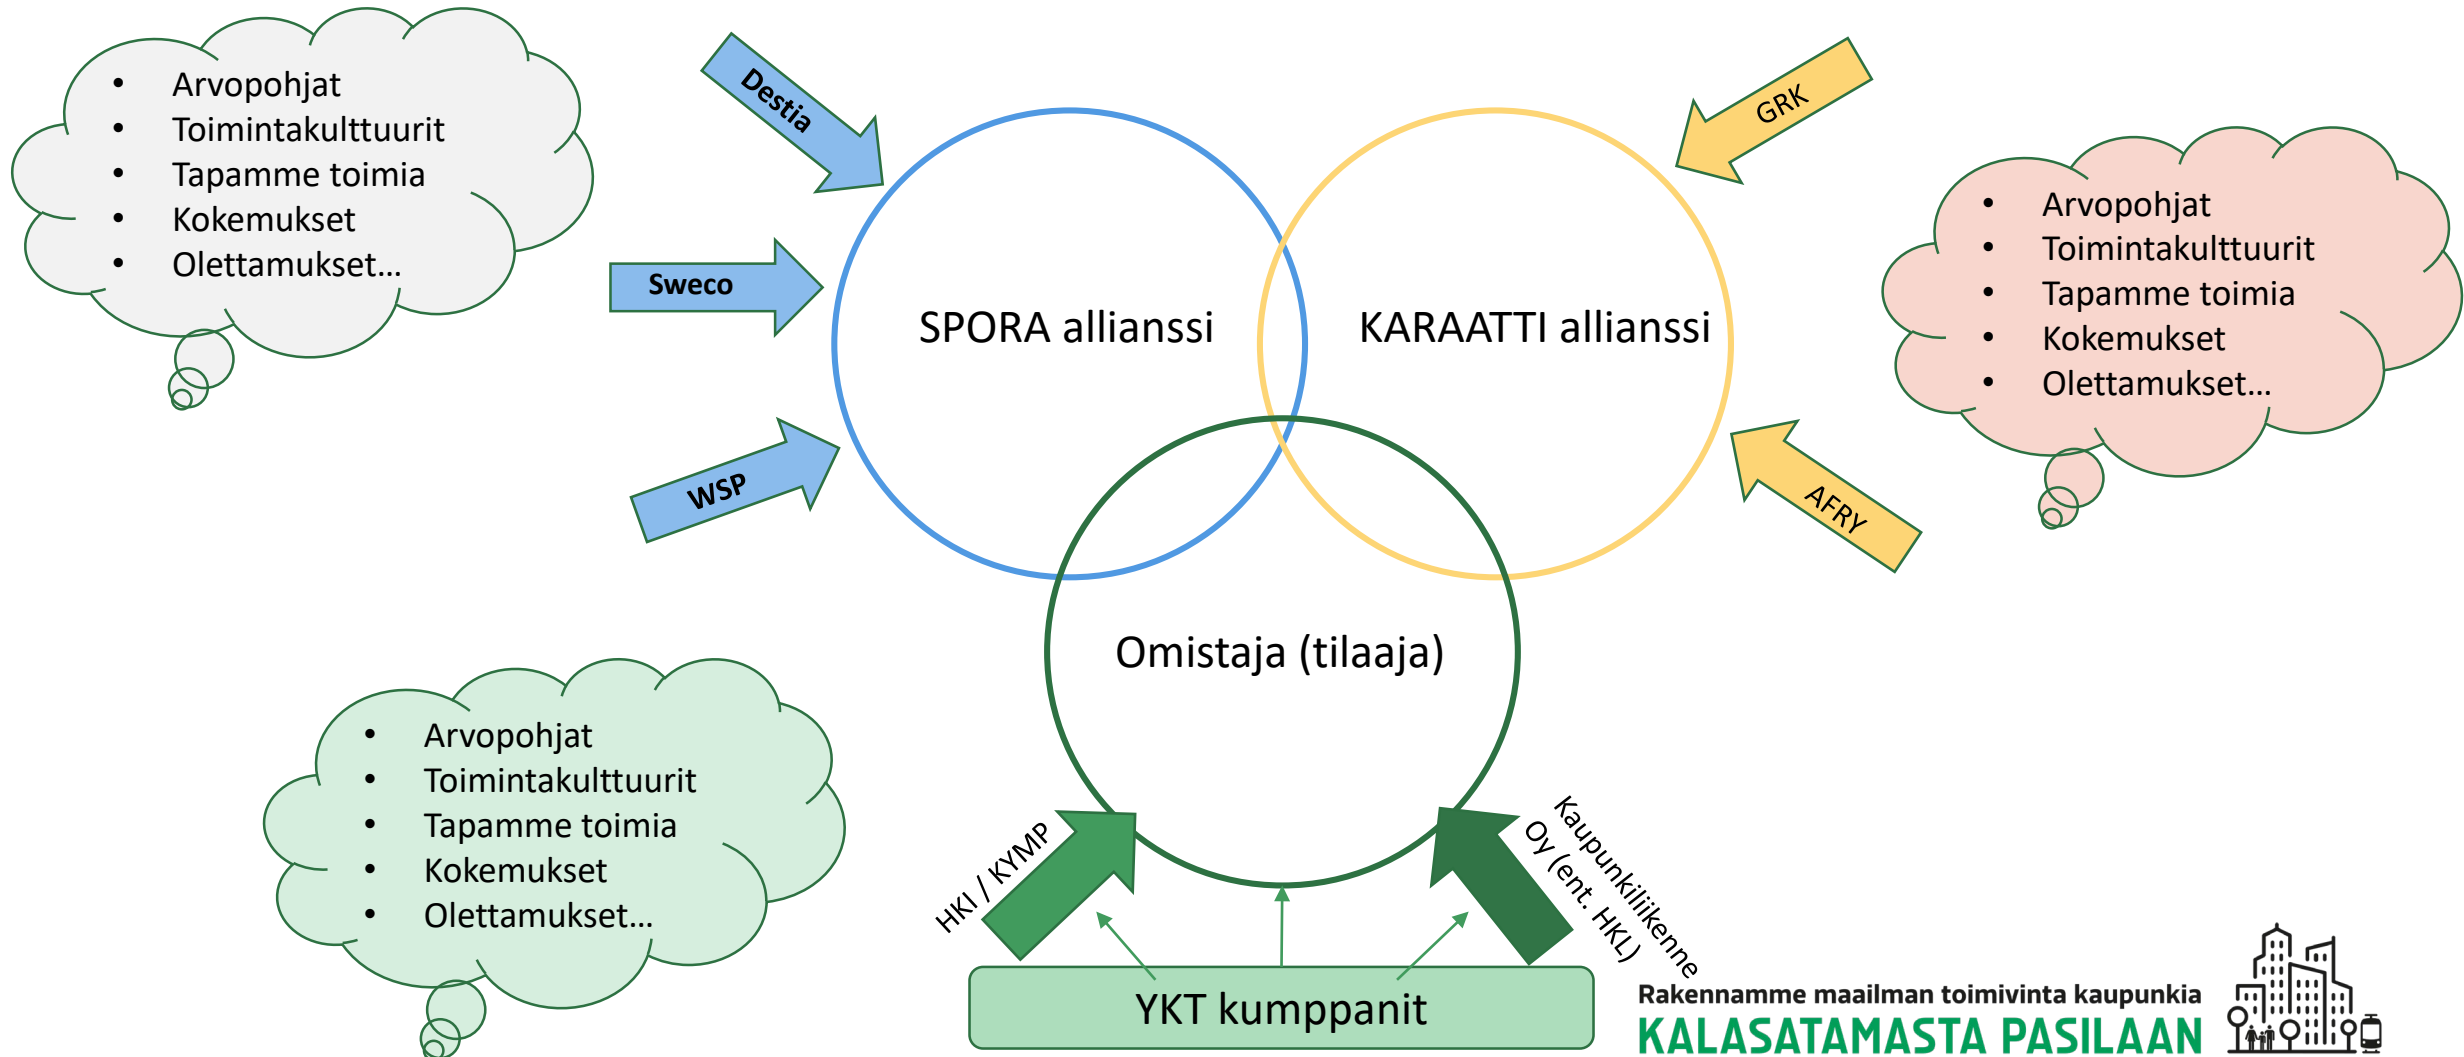 • Arvopohjat
• Toimintakulttuurit
• Tapamme toimia
• Kokemukset
• Olettamukset…
Destia
Sweco
WSP
SPORA allianssi
KARAATTI allianssi
GRK
AFRY
• Arvopohjat
• Toimintakulttuurit
• Tapamme toimia
• Kokemukset
• Olettamukset…
Omistaja (tilaaja)
• Arvopohjat
• Toimintakulttuurit
• Tapamme toimia
• Kokemukset
• Olettamukset…
HKI / KYMP
Kaupunkiliikenne
Oy (ent. HKL)
YKT kumppanit
Rakennamme maailman toimivinta kaupunkia
KALASATAMASTA PASILAAN